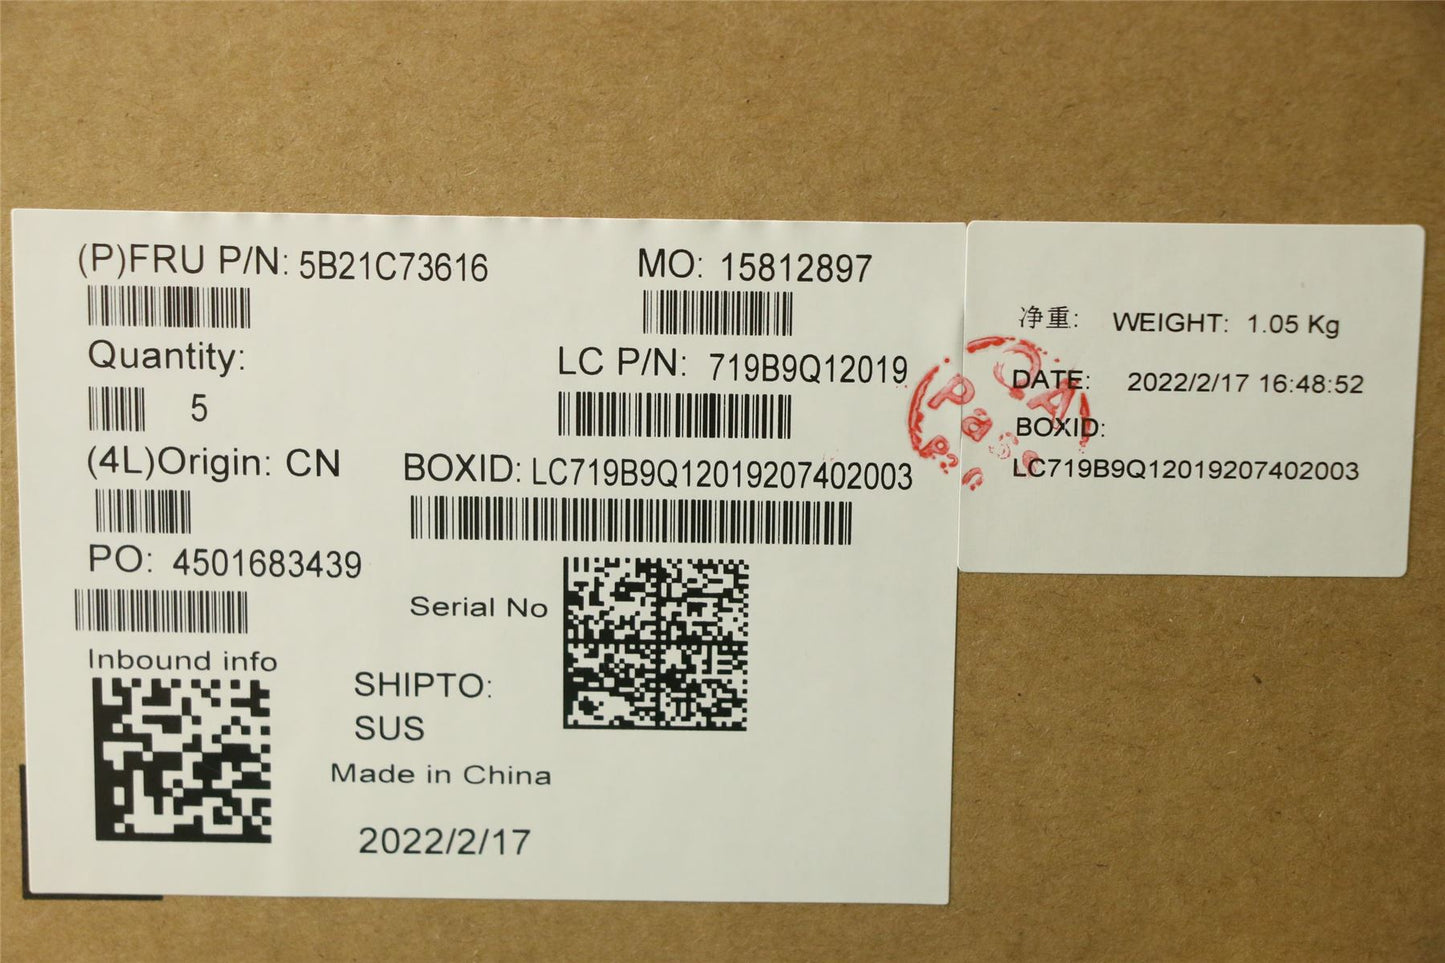 (P)FRU P/N: 5B21C73616
MO: 15812897
Quantity:
5
LC P/N: 719B9Q12019
(4L)Origin: CN
BOXID: LC719B9Q12019207402003
PO: 4501683439
Serial No
Inbound info
SHIPTO:
SUS
Made in China
2022/2/17
净重: WEIGHT: 1.05 Kg
DATE: 2022/2/17 16:48:52
BOXID:
LC719B9Q12019207402003
QA